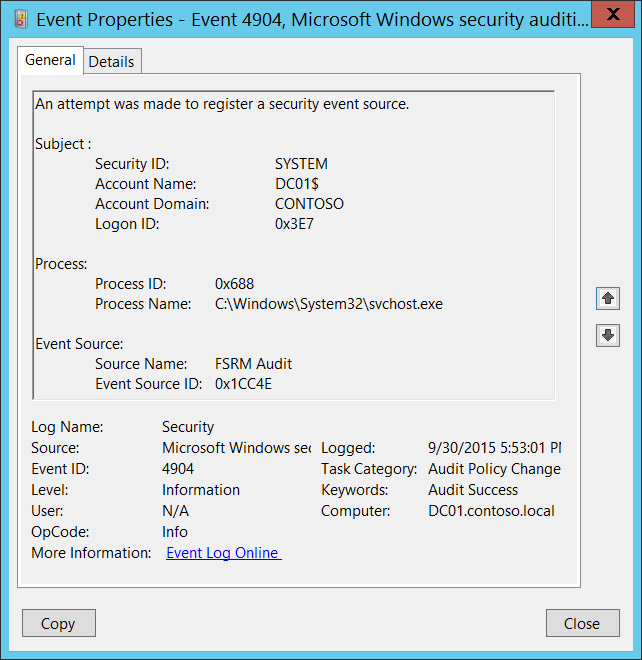 Event Properties - Event 4904, Microsoft Windows security auditi...
X
General Details
An attempt was made to register a security event source.
Subject :
Security ID: SYSTEM
Account Name: DC01$
Account Domain: CONTOSO
Logon ID: 0x3E7
Process:
Process ID: 0x688
Process Name: C:\Windows\System32\svchost.exe
Event Source:
Source Name: FSRM Audit
Event Source ID: 0x1CC4E
Log Name: Security
Source: Microsoft Windows sec Logged: 9/30/2015 5:53:01 PM
Event ID: 4904 Task Category: Audit Policy Change
Level: Information Keywords: Audit Success
User: N/A Computer: DC01.contoso.local
OpCode: Info
More Information: Event Log Online
Copy Close